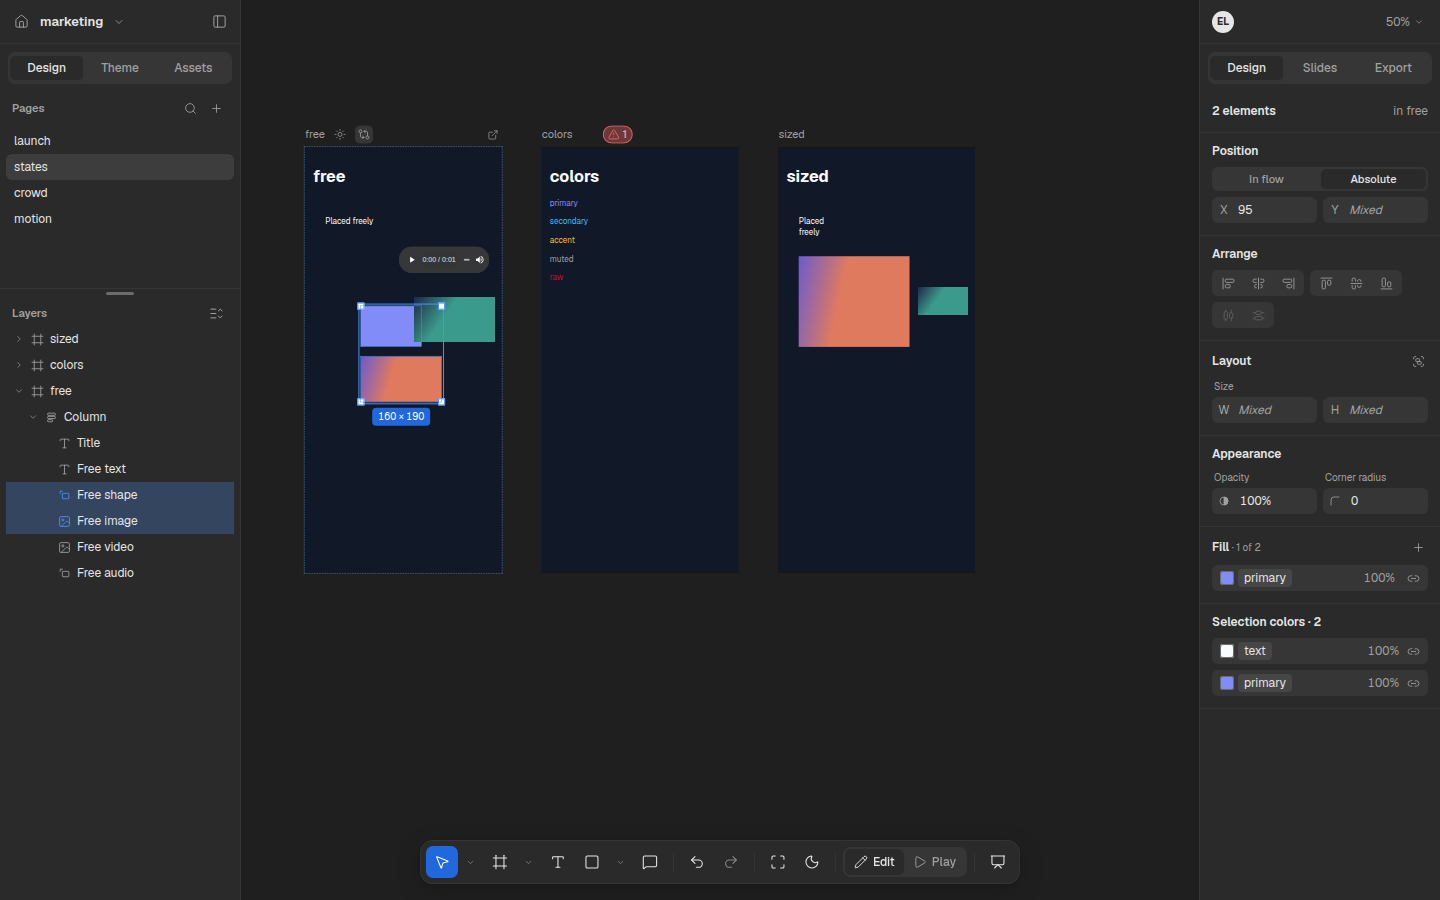 marketing
Design
Theme
Assets
Pages
launch
states
crowd
motion
Layers
sized
colors
free
Column
Title
Free text
Free shape
Free image
Free video
Free audio
free
free
Placed freely
0:00 / 0:01
160 × 190
colors
1
colors
primary
secondary
accent
muted
raw
sized
sized
Placed
freely
Edit
Play
EL
50%
Design
Slides
Export
2 elements
in free
Position
In flow
Absolute
X 95
Y Mixed
Arrange
Layout
Size
W Mixed
H Mixed
Appearance
Opacity
Corner radius
100%
0
Fill · 1 of 2
primary 100%
Selection colors · 2
text 100%
primary 100%